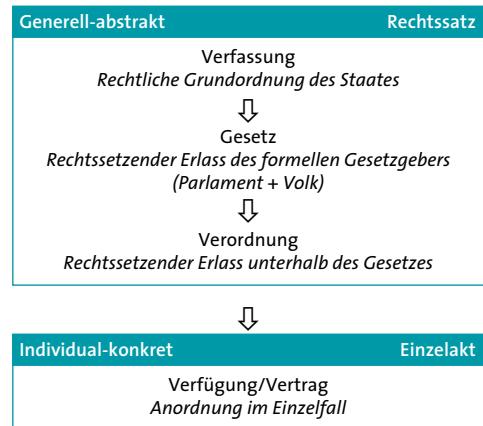 Generell-abstrakt Rechtssatz
Verfassung
Rechtliche Grundordnung des Staates
Gesetz
Rechtssetzender Erlass des formellen Gesetzgebers
(Parlament + Volk)
Verordnung
Rechtssetzender Erlass unterhalb des Gesetzes
Individual-konkret Einzelakt
Verfügung/Vertrag
Anordnung im Einzelfall